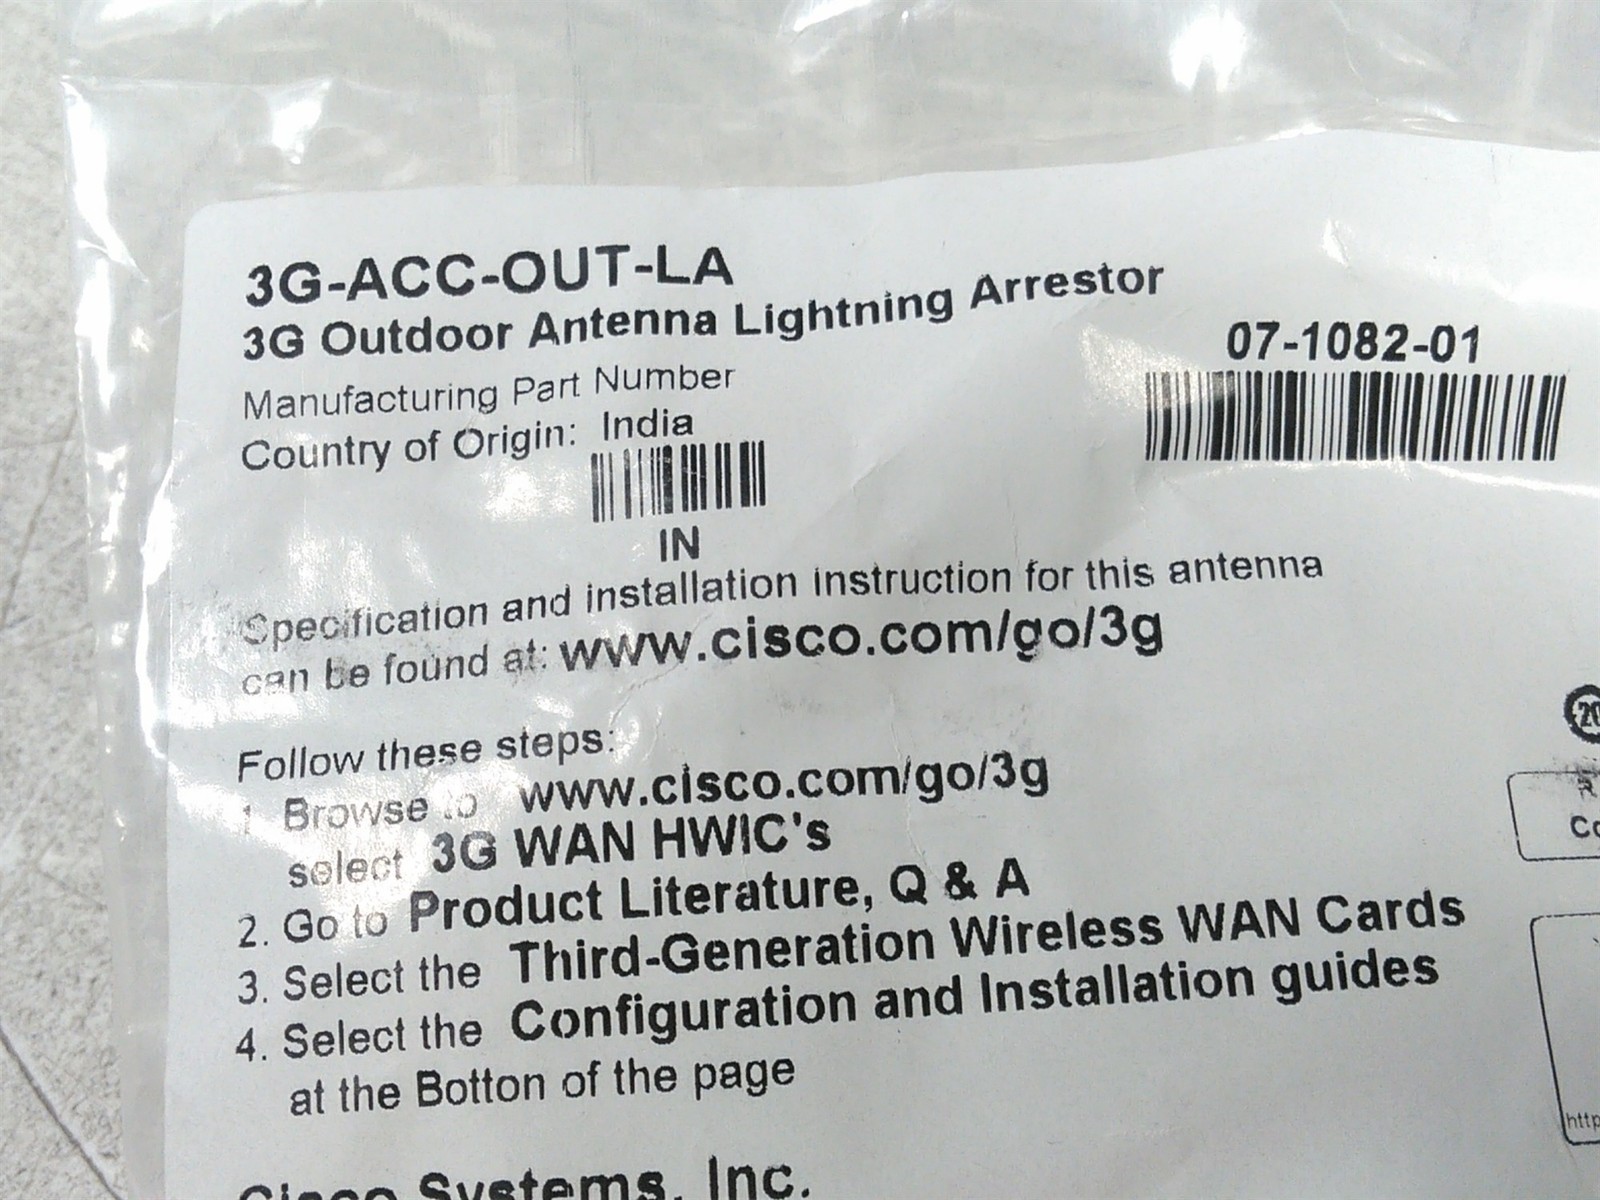 3G-ACC-OUT-LA
3G Outdoor Antenna Lightning Arrestor
07-1082-01
Manufacturing Part Number
Country of Origin: India
IN
Specification and installation instruction for this antenna
can be found at: www.cisco.com/go/3g
Follow these steps:
1. Browse to www.cisco.com/go/3g
select 3G WAN HWIC's
2. Go to Product Literature, Q & A
3. Select the Third-Generation Wireless WAN Cards
4. Select the Configuration and Installation guides
at the Botton of the page
Cisco Systems, Inc.
20
Co
http